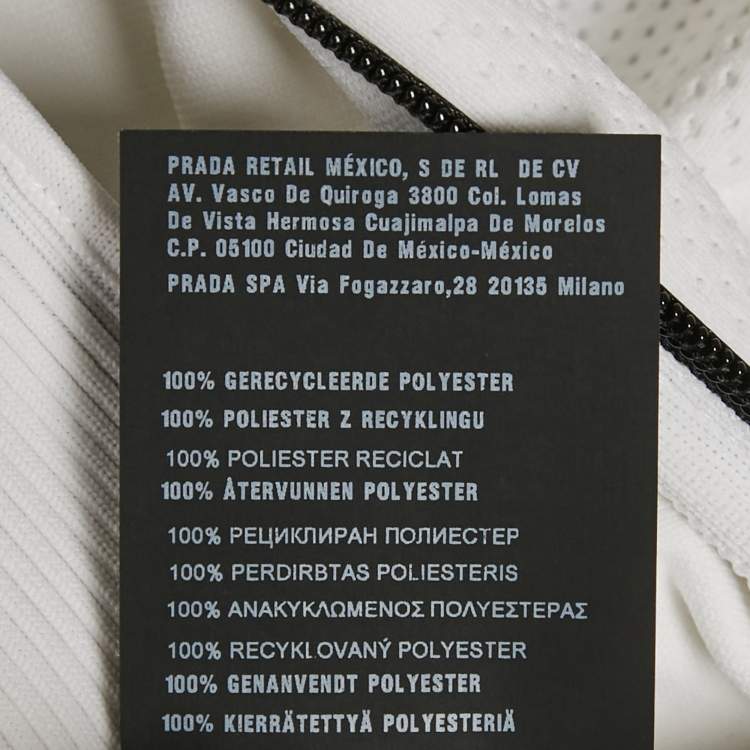 PRADA RETAIL MÉXICO, S DE RL DE CV
AV. Vasco De Quiroga 3800 Col. Lomas
De Vista Hermosa Cuajimalpa De Morelos
C.P. 05100 Ciudad De México-México
PRADA SPA Via Fogazzaro,28 20135 Milano
100% GERECYCLEERDE POLYESTER
100% POLIESTER Z RECYKLINGU
100% POLIESTER RECICLAT
100% ÅTERVUNNEN POLYESTER
100% РЕЦИКЛИРАН ПОЛИЕСТЕР
100% PERDIRBTAS POLIESTERIS
100% ΑΝΑΚΥΚΛΩΜΕΝΟΣ ΠΟΛΥΕΣΤΕΡΑΣ
100% RECYKLOVANÝ POLYESTER
100% GENANVENDT POLYESTER
100% KIERRÄTETTYÄ POLYESTERIÄ